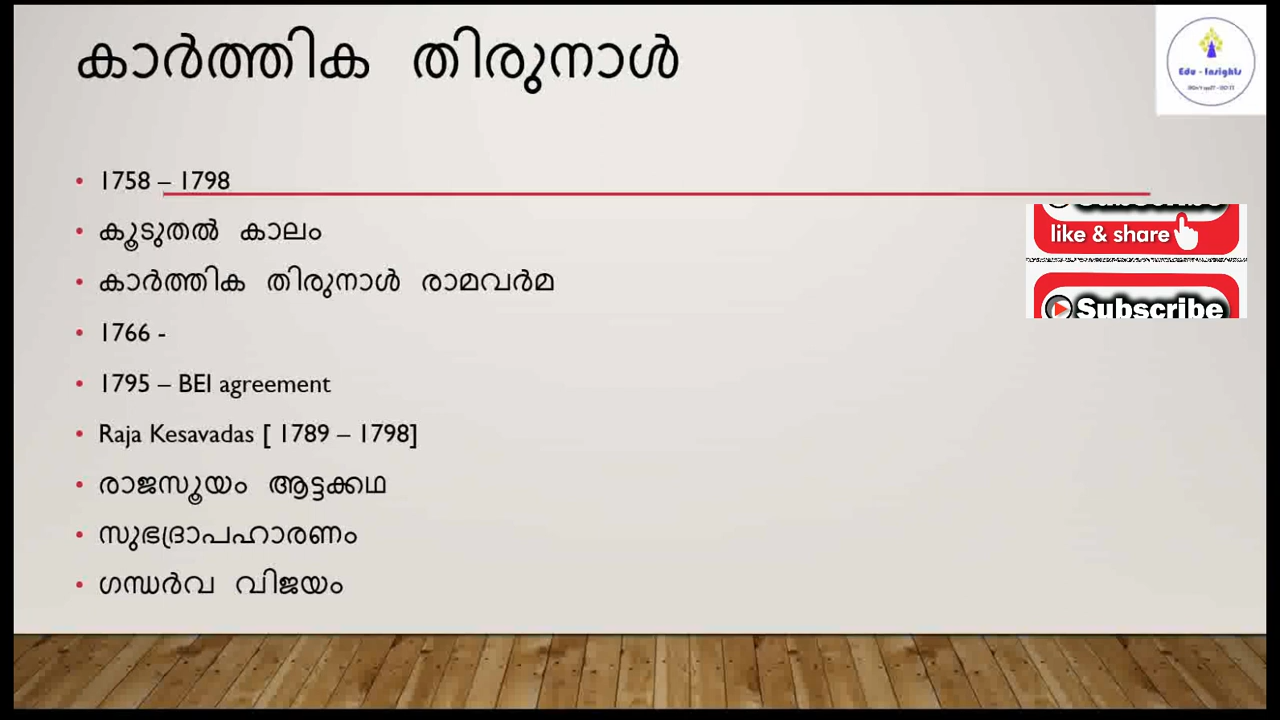 കാർത്തിക തിരുനാൾ
Edu - Insights
1758 – 1798
കൂടുതൽ കാലം
like & share
കാർത്തിക തിരുനാൾ രാമവർമ
Subscribe
1766 -
1795 – BEI agreement
Raja Kesavadas [ 1789 – 1798]
രാജസൂയം ആട്ടക്കഥ
സുഭദ്രാപഹാരണം
ഗന്ധർവ വിജയം